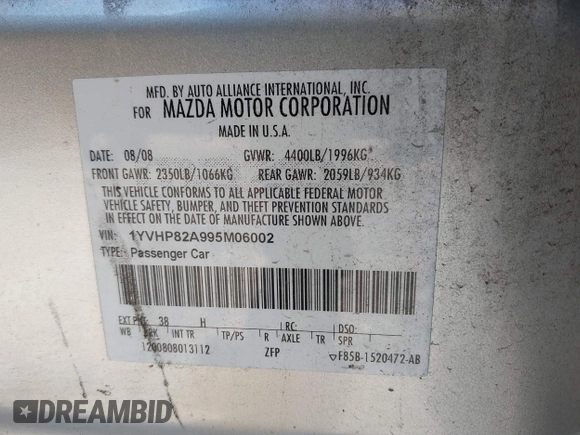 MFD. BY AUTO ALLIANCE INTERNATIONAL, INC.
FOR MAZDA MOTOR CORPORATION
MADE IN U.S.A.
DATE: 08/08 GVWR: 4400LB/1996KG
FRONT GAWR: 2350LB/1066KG REAR GAWR: 2059LB/934KG
THIS VEHICLE CONFORMS TO ALL APPLICABLE FEDERAL MOTOR
VEHICLE SAFETY, BUMPER, AND THEFT PREVENTION STANDARDS
IN EFFECT ON THE DATE OF MANUFACTURE SHOWN ABOVE.
VIN: 1YVHP82A995M06002
TYPE: Passenger Car
EXT PNT: 38 H RC: DSO:
WB BRK INT TR TP/PS R AXLE TR SPR
1200808013112 ZFP F85B-1520472-AB
DREAMBID